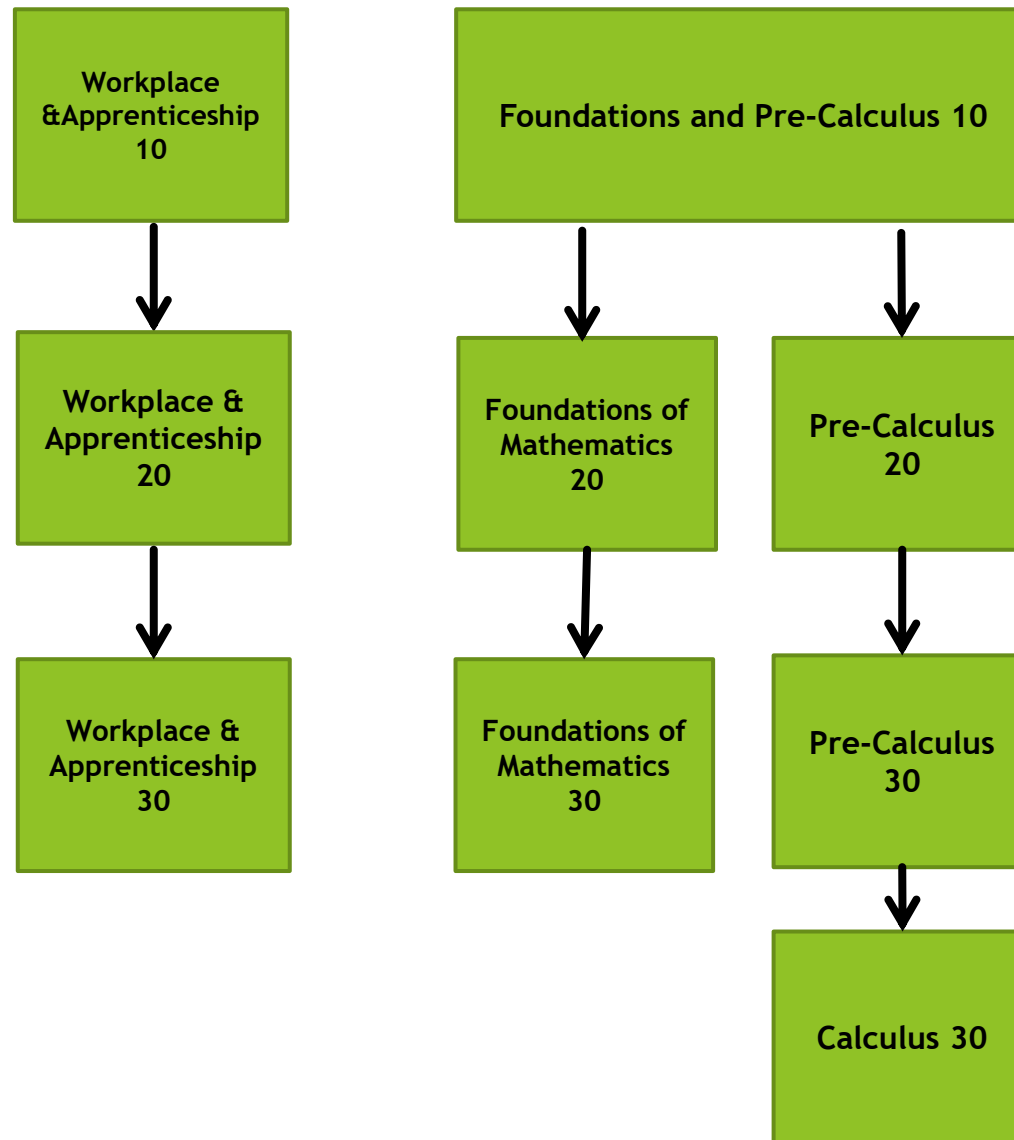 Workplace
&Apprenticeship
10
Foundations and Pre-Calculus 10
Workplace &
Apprenticeship
20
Foundations of
Mathematics
20
Pre-Calculus
20
Workplace &
Apprenticeship
30
Foundations of
Mathematics
30
Pre-Calculus
30
Calculus 30